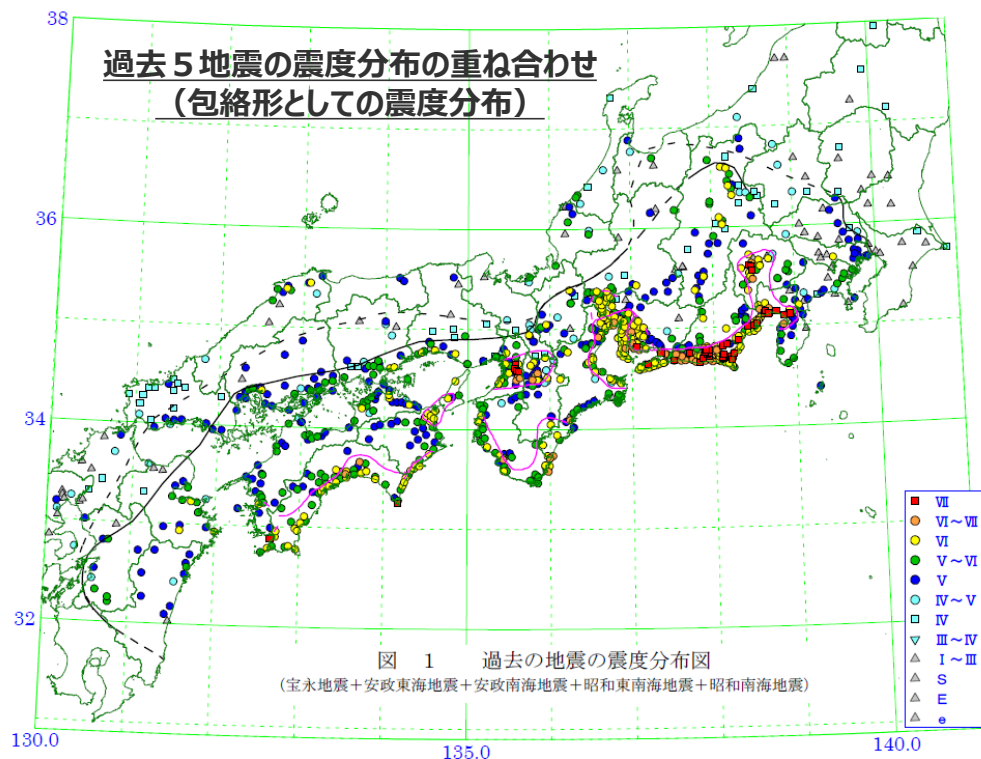 38
過去５地震の震度分布の重ね合わせ
（包絡形としての震度分布）
36
34
32
Ⅶ
Ⅵ～Ⅶ
Ⅵ
Ⅴ～Ⅵ
Ⅴ
Ⅳ～Ⅴ
Ⅳ
Ⅲ～Ⅳ
Ⅰ～Ⅲ
S
E
e
図　1　　過去の地震の震度分布図
（宝永地震＋安政東海地震＋安政南海地震＋昭和東南海地震＋昭和南海地震）
130.0
135.0
140.0